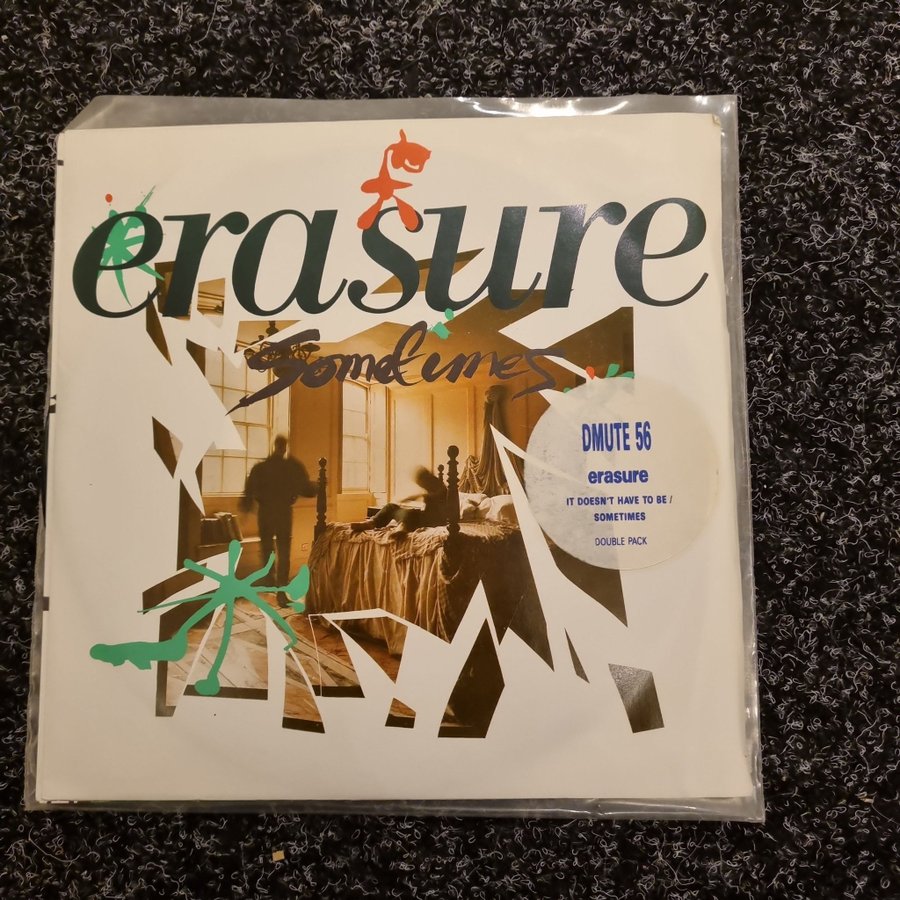 erasure
Sometimes
DMUTE 56
erasure
IT DOESN'T HAVE TO BE /
SOMETIMES
DOUBLE PACK